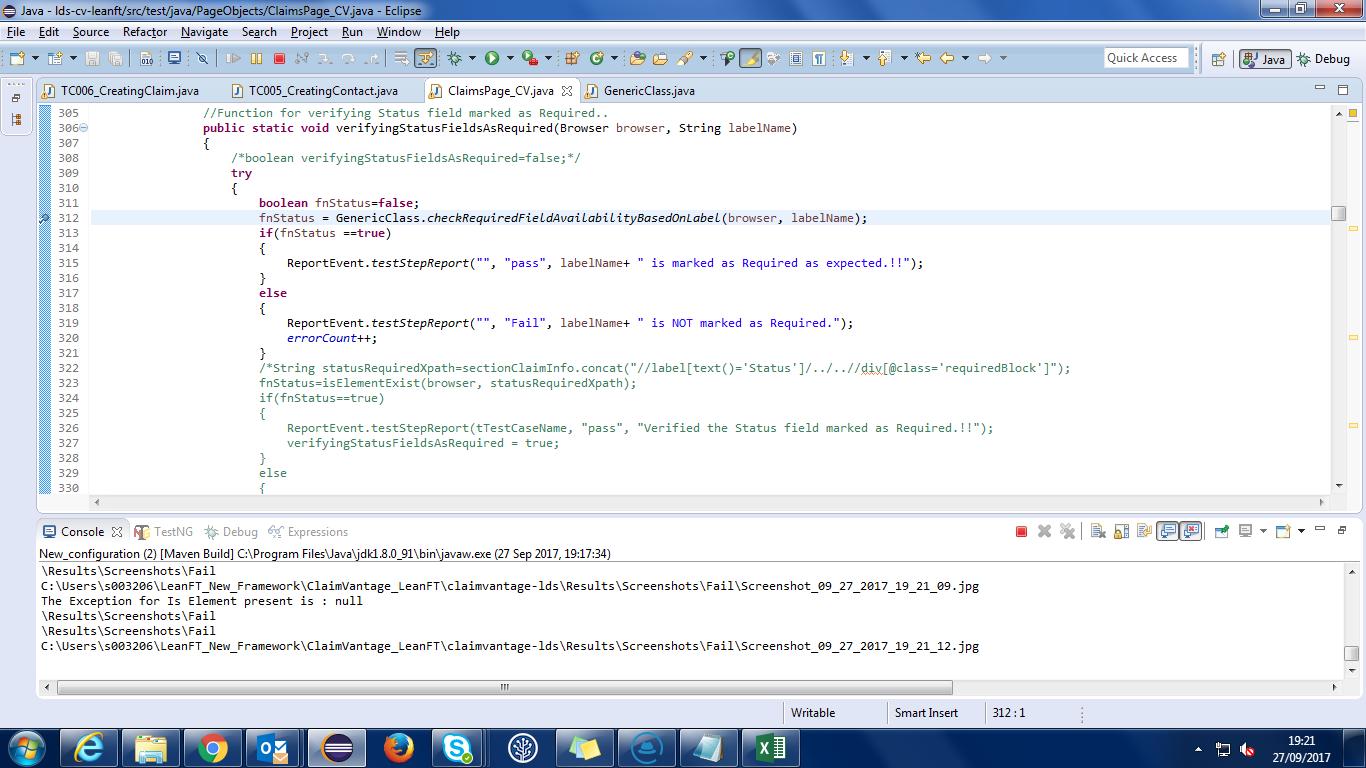 Java - lds-cv-leanft/src/test/java/PageObjects/ClaimsPage_CV.java - Eclipse
File Edit Source Refactor Navigate Search Project Run Window Help
Quick Access Java Debug
TC006_CreatingClaim.java TC005_CreatingContact.java ClaimsPage_CV.java GenericClass.java
305 //Function for verifying Status field marked as Required..
306 public static void verifyingStatusFieldsAsRequired(Browser browser, String labelName)
307 {
308 /*boolean verifyingStatusFieldsAsRequired=false;*/
309 try
310 {
311 boolean fnStatus=false;
312 fnStatus = GenericClass.checkRequiredFieldAvailabilityBasedOnLabel(browser, labelName);
313 if(fnStatus ==true)
314 {
315 ReportEvent.testStepReport("", "pass", labelName+ " is marked as Required as expected.!!");
316 }
317 else
318 {
319 ReportEvent.testStepReport("", "Fail", labelName+ " is NOT marked as Required.");
320 errorCount++;
321 }
322 /*String statusRequiredXpath=sectionClaimInfo.concat("//label[text()='Status']/../..//div[@class='requiredBlock']");
323 fnStatus=isElementExist(browser, statusRequiredXpath);
324 if(fnStatus==true)
325 {
326 ReportEvent.testStepReport(tTestCaseName, "pass", "Verified the Status field marked as Required.!!");
327 verifyingStatusFieldsAsRequired = true;
328 }
329 else
330 {
Console TestNG Debug Expressions
New_configuration (2) [Maven Build] C:\Program Files\Java\jdk1.8.0_91\bin\javaw.exe (27 Sep 2017, 19:17:34)
\Results\Screenshots\Fail
C:\Users\s003206\LeanFT_New_Framework\ClaimVantage_LeanFT\claimvantage-lds\Results\Screenshots\Fail\Screenshot_09_27_2017_19_21_09.jpg
The Exception for Is Element present is : null
\Results\Screenshots\Fail
\Results\Screenshots\Fail
C:\Users\s003206\LeanFT_New_Framework\ClaimVantage_LeanFT\claimvantage-lds\Results\Screenshots\Fail\Screenshot_09_27_2017_19_21_12.jpg
Writable Smart Insert 312 : 1
19:21
27/09/2017